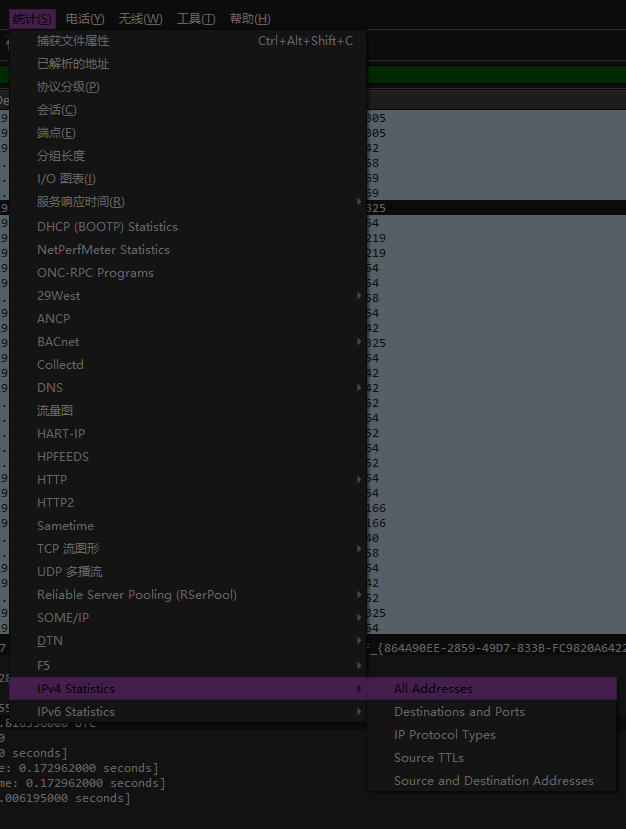 统计(S) 电话(Y) 无线(W) 工具(T) 帮助(H)
捕获文件属性 Ctrl+Alt+Shift+C
已解析的地址
协议分级(P)
会话(C)
端点(E)
分组长度
I/O 图表(I)
服务响应时间(R)
DHCP (BOOTP) Statistics
NetPerfMeter Statistics
ONC-RPC Programs
29West
ANCP
BACnet
Collectd
DNS
流量图
HART-IP
HPFEEDS
HTTP
HTTP2
Sametime
TCP 流图形
UDP 多播流
Reliable Server Pooling (RSerPool)
SOME/IP
DTN
F5
IPv4 Statistics
IPv6 Statistics
All Addresses
Destinations and Ports
IP Protocol Types
Source TTLs
Source and Destination Addresses
De
305
305
42
58
69
69
325
54
219
219
54
54
58
54
42
325
54
42
42
52
64
52
64
52
54
54
166
166
40
58
54
42
52
325
54
_{864A90EE-2859-49D7-833B-FC9820A6422
0 seconds]
e: 0.172962000 seconds]
me: 0.172962000 seconds]
.006195000 seconds]